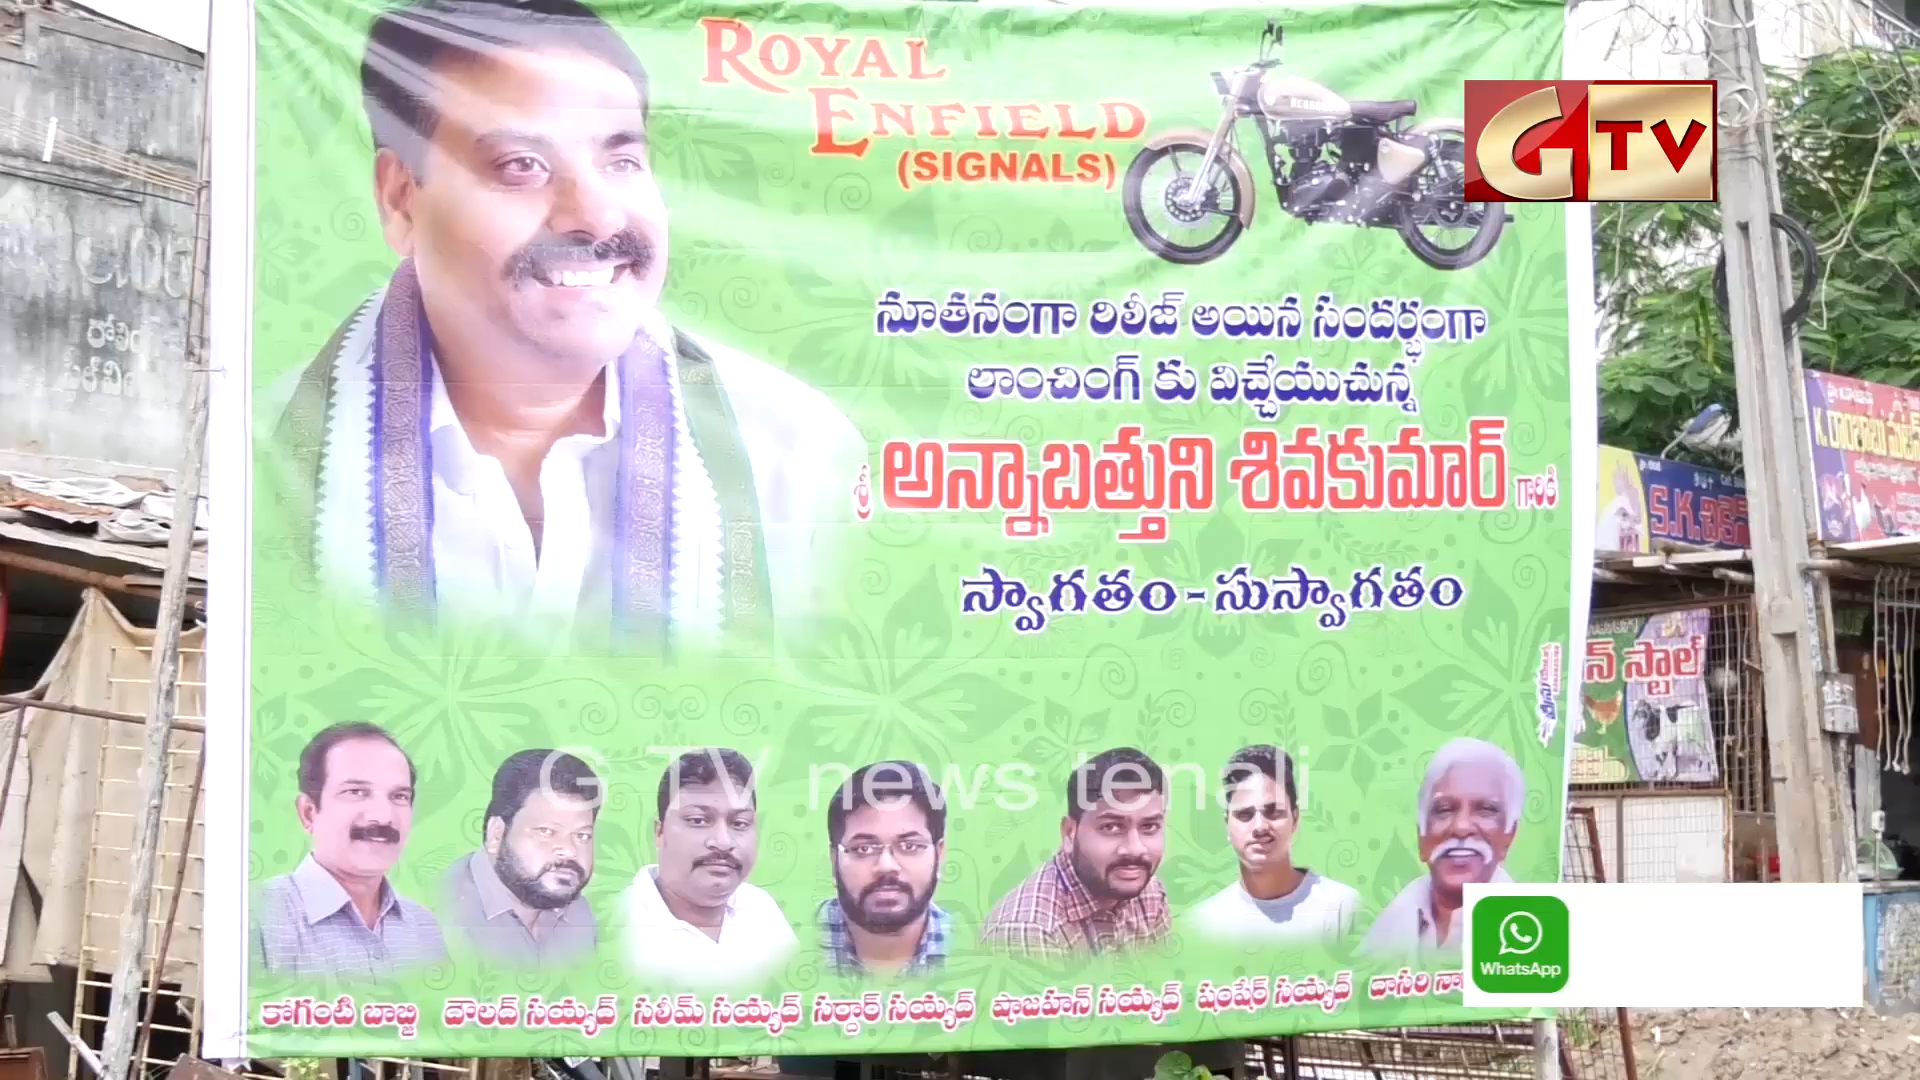 ROYAL
ENFIELD
(SIGNALS)
GTV
నూతనంగా రిలీజ్ అయిన సందర్భంగా
లాంచింగ్ కు విచ్చేయుచున్న
శ్రీ అన్నాబత్తుని శివకుమార్ గారికి
స్వాగతం - సుస్వాగతం
G TV news tenali
కోగంటి బాబ్జి దౌలద్ సయ్యద్ సలీమ్ సయ్యద్ సర్దార్ సయ్యద్ షాజహాన్ సయ్యద్ షంషేర్ సయ్యద్ దాసరి
WhatsApp
S.K. చికెన్
స్టాల్